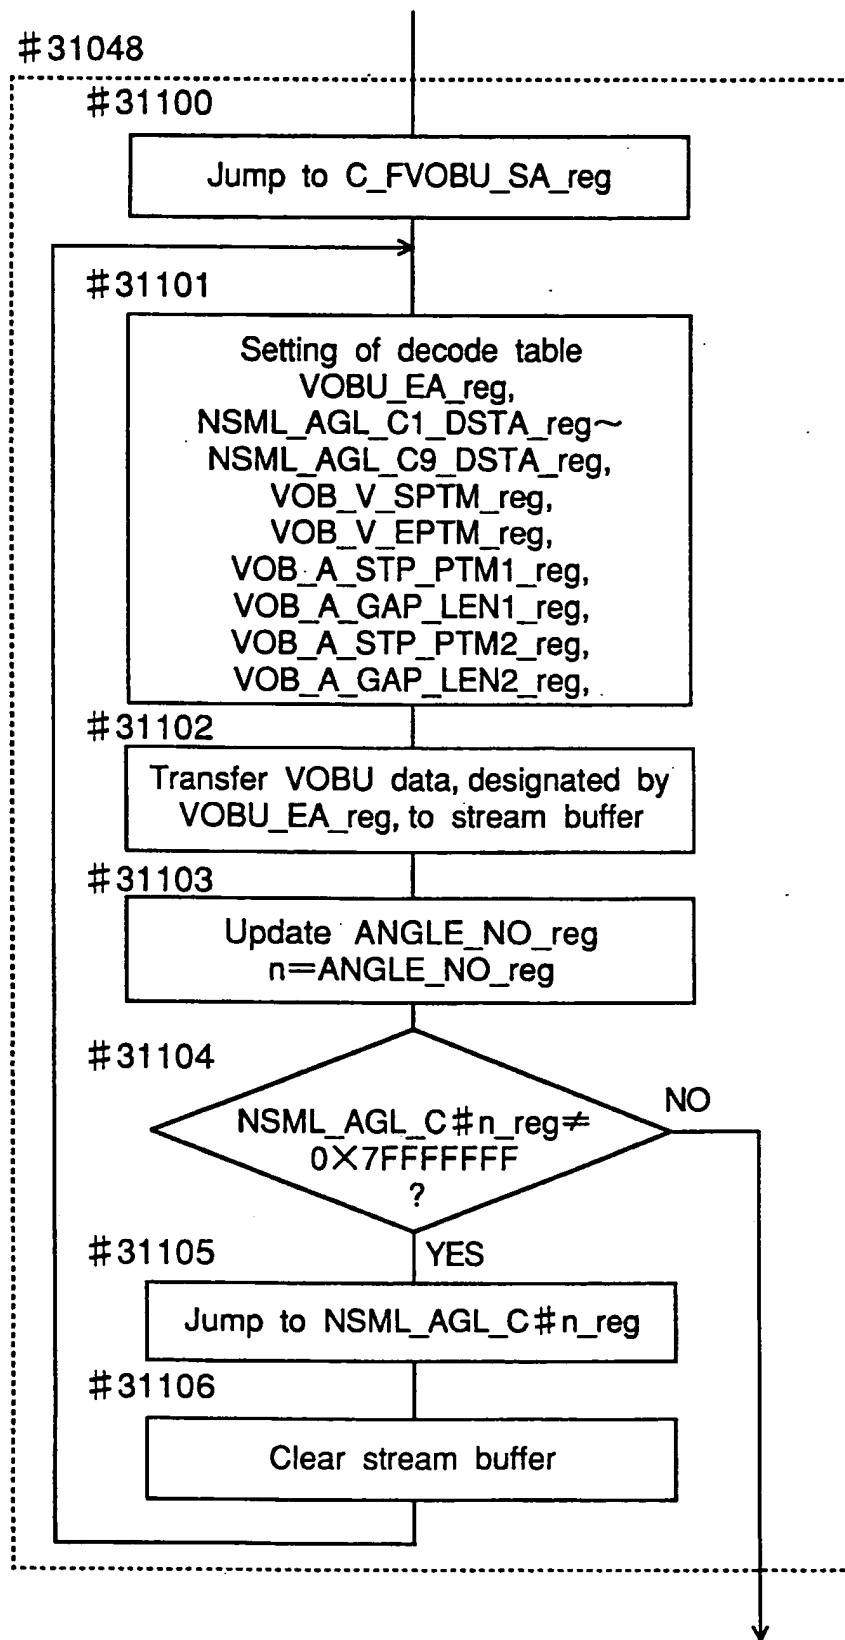 #31048
#31100
Jump to C_FVOBU_SA_reg
#31101
Setting of decode table
VOBU_EA_reg,
NSML_AGL_C1_DSTA_reg~
NSML_AGL_C9_DSTA_reg,
VOB_V_SPTM_reg,
VOB_V_EPTM_reg,
VOB_A_STP_PTM1_reg,
VOB_A_GAP_LEN1_reg,
VOB_A_STP_PTM2_reg,
VOB_A_GAP_LEN2_reg,
#31102
Transfer VOBU data, designated by
VOBU_EA_reg, to stream buffer
#31103
Update ANGLE_NO_reg
n=ANGLE_NO_reg
#31104
NSML_AGL_C#n_reg≠
0X7FFFFFFF
?
NO
YES
#31105
Jump to NSML_AGL_C#n_reg
#31106
Clear stream buffer